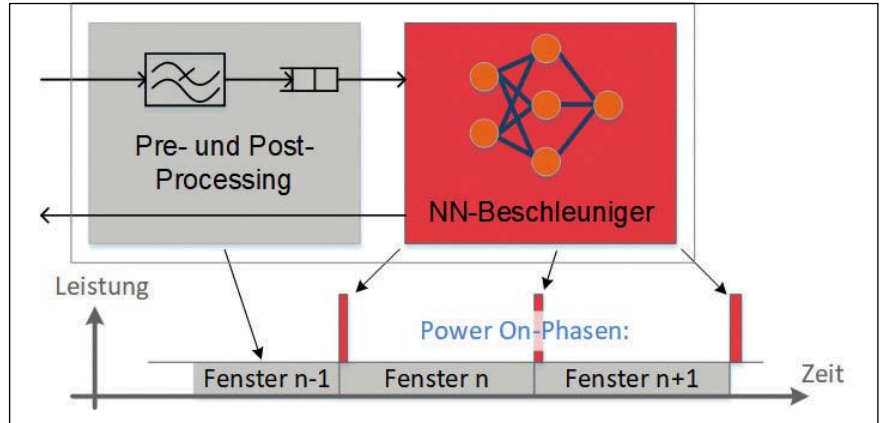 Pre- und Post-
Processing
NN-Beschleuniger
Leistung
Power On-Phasen:
Fenster n-1
Fenster n
Fenster n+1
Zeit